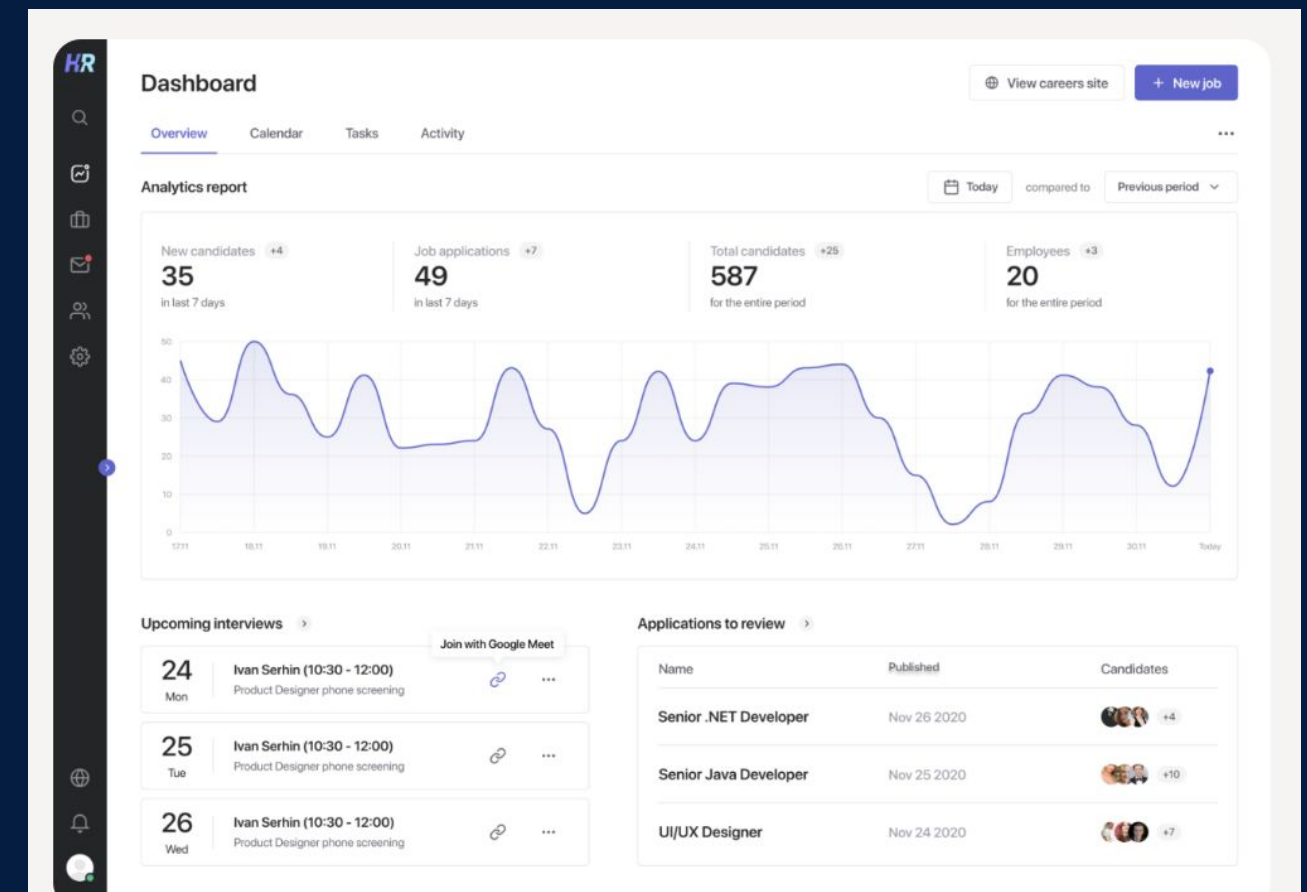 HR
Dashboard
View careers site
+ New job
Overview Calendar Tasks Activity
Analytics report
Today compared to Previous period
New candidates +4
35
in last 7 days
Job applications +7
49
in last 7 days
Total candidates +25
587
for the entire period
Employees +3
20
for the entire period
50
40
30
20
10
0
17.11 18.11 19.11 20.11 21.11 22.11 23.11 24.11 25.11 26.11 27.11 28.11 29.11 30.11 Today
Upcoming interviews
Join with Google Meet
24
Mon
Ivan Serhin (10:30 - 12:00)
Product Designer phone screening
25
Tue
Ivan Serhin (10:30 - 12:00)
Product Designer phone screening
26
Wed
Ivan Serhin (10:30 - 12:00)
Product Designer phone screening
Applications to review
Name Published Candidates
Senior .NET Developer Nov 26 2020 +4
Senior Java Developer Nov 25 2020 +10
UI/UX Designer Nov 24 2020 +7